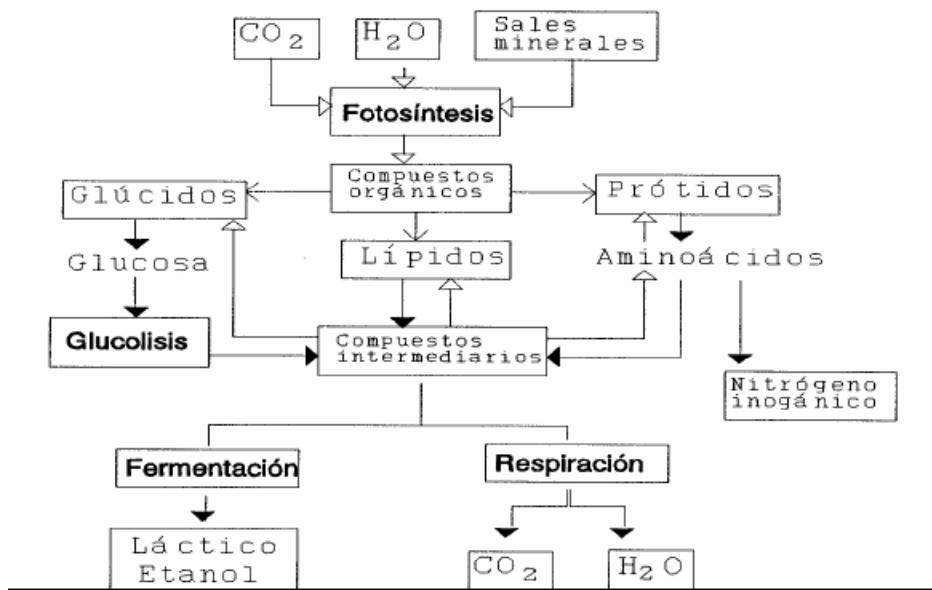 CO2
H2O
Sales
minerales
Fotosíntesis
Compuestos
orgánicos
Glúcidos
Prótidos
Lípidos
Glucosa
Aminoácidos
Glucolisis
Compuestos
intermediarios
Nitrógeno
inogánico
Fermentación
Respiración
Láctico
Etanol
CO2
H2O